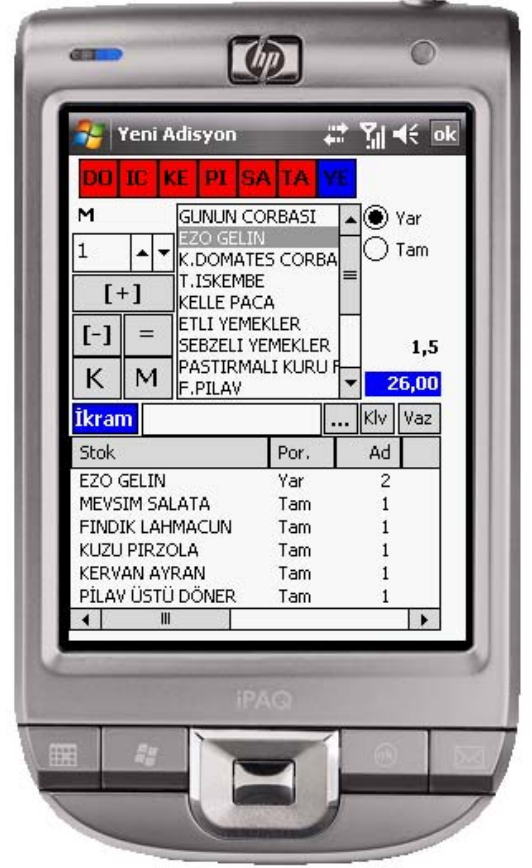 hp
Yeni Adisyon ok
DO IC KE PI SA TA YE
M
1
[+]
[-] =
K M
GUNUN CORBASI
EZO GELIN
K.DOMATES CORBA
T.ISKEMBE
KELLE PACA
ETLI YEMEKLER
SEBZELI YEMEKLER
PASTIRMALI KURU F
F.PILAV
Yar
Tam
1,5
26,00
İkram ... Klv Vaz
Stok Por. Ad
EZO GELIN Yar 2
MEVSIM SALATA Tam 1
FINDIK LAHMACUN Tam 1
KUZU PIRZOLA Tam 1
KERVAN AYRAN Tam 1
PİLAV ÜSTÜ DÖNER Tam 1
iPAQ
ok